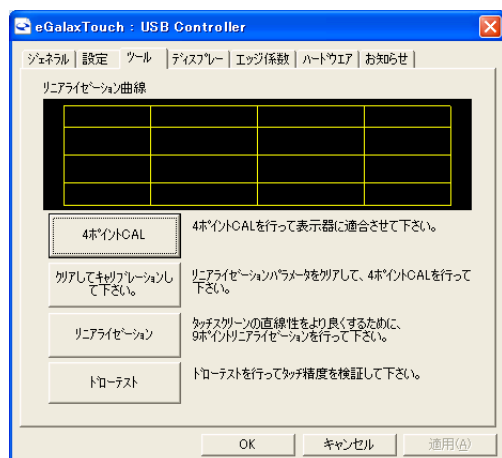 eGalaxTouch : USB Controller
ジェネラル 設定 ツール ディスプレー エッジ係数 ハードウエア お知らせ
リニアライゼーション曲線
4ポイントCAL
4ポイントCALを行って表示器に適合させて下さい。
クリアしてキャリブレーションし
て下さい。
リニアライゼーションパラメータをクリアして、4ポイントCALを行って
下さい。
リニアライゼーション
タッチスクリーンの直線性をより良くするために、
9ポイントリニアライゼーションを行って下さい。
ドローテスト
ドローテストを行ってタッチ精度を検証して下さい。
OK キャンセル 適用(A)